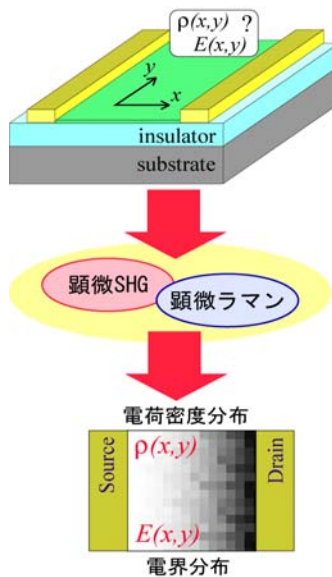 ρ(x,y) ?
E(x,y)
y
x
insulator
substrate
顕微SHG
顕微ラマン
電荷密度分布
Source
ρ(x,y)
E(x,y)
Drain
電界分布